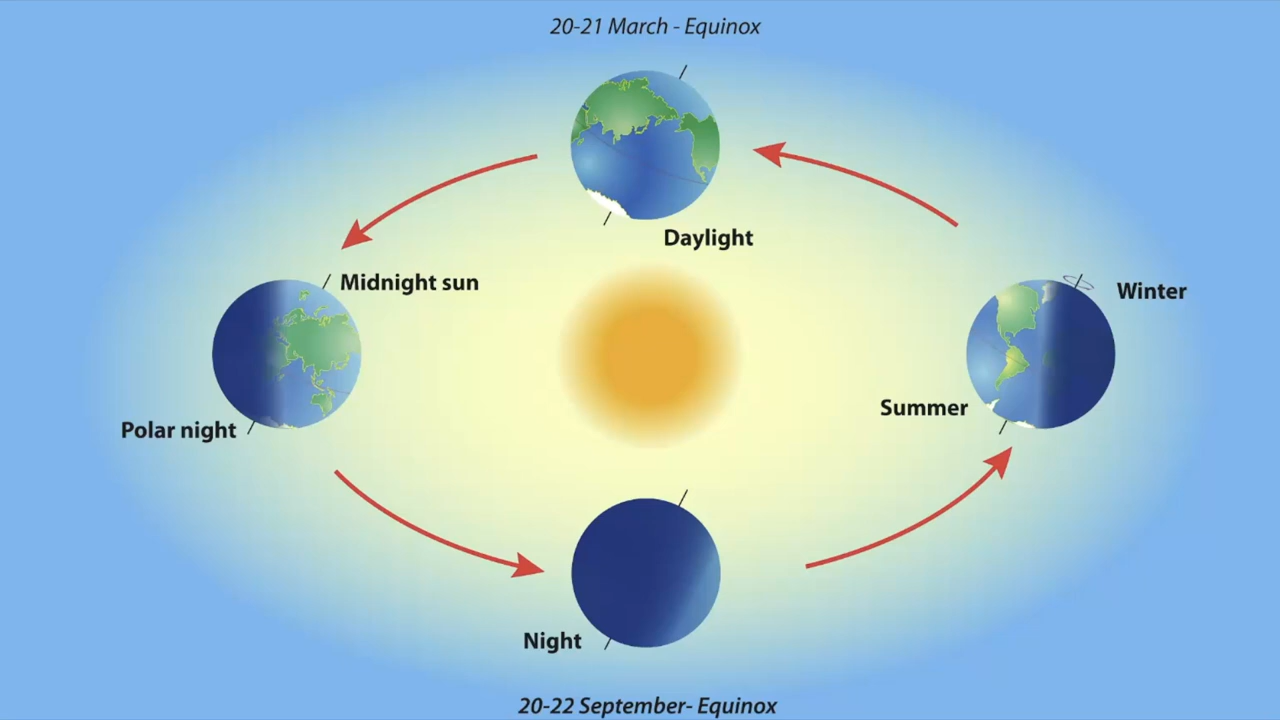 20-21 March - Equinox
Daylight
Midnight sun
Winter
Summer
Polar night
Night
20-22 September- Equinox